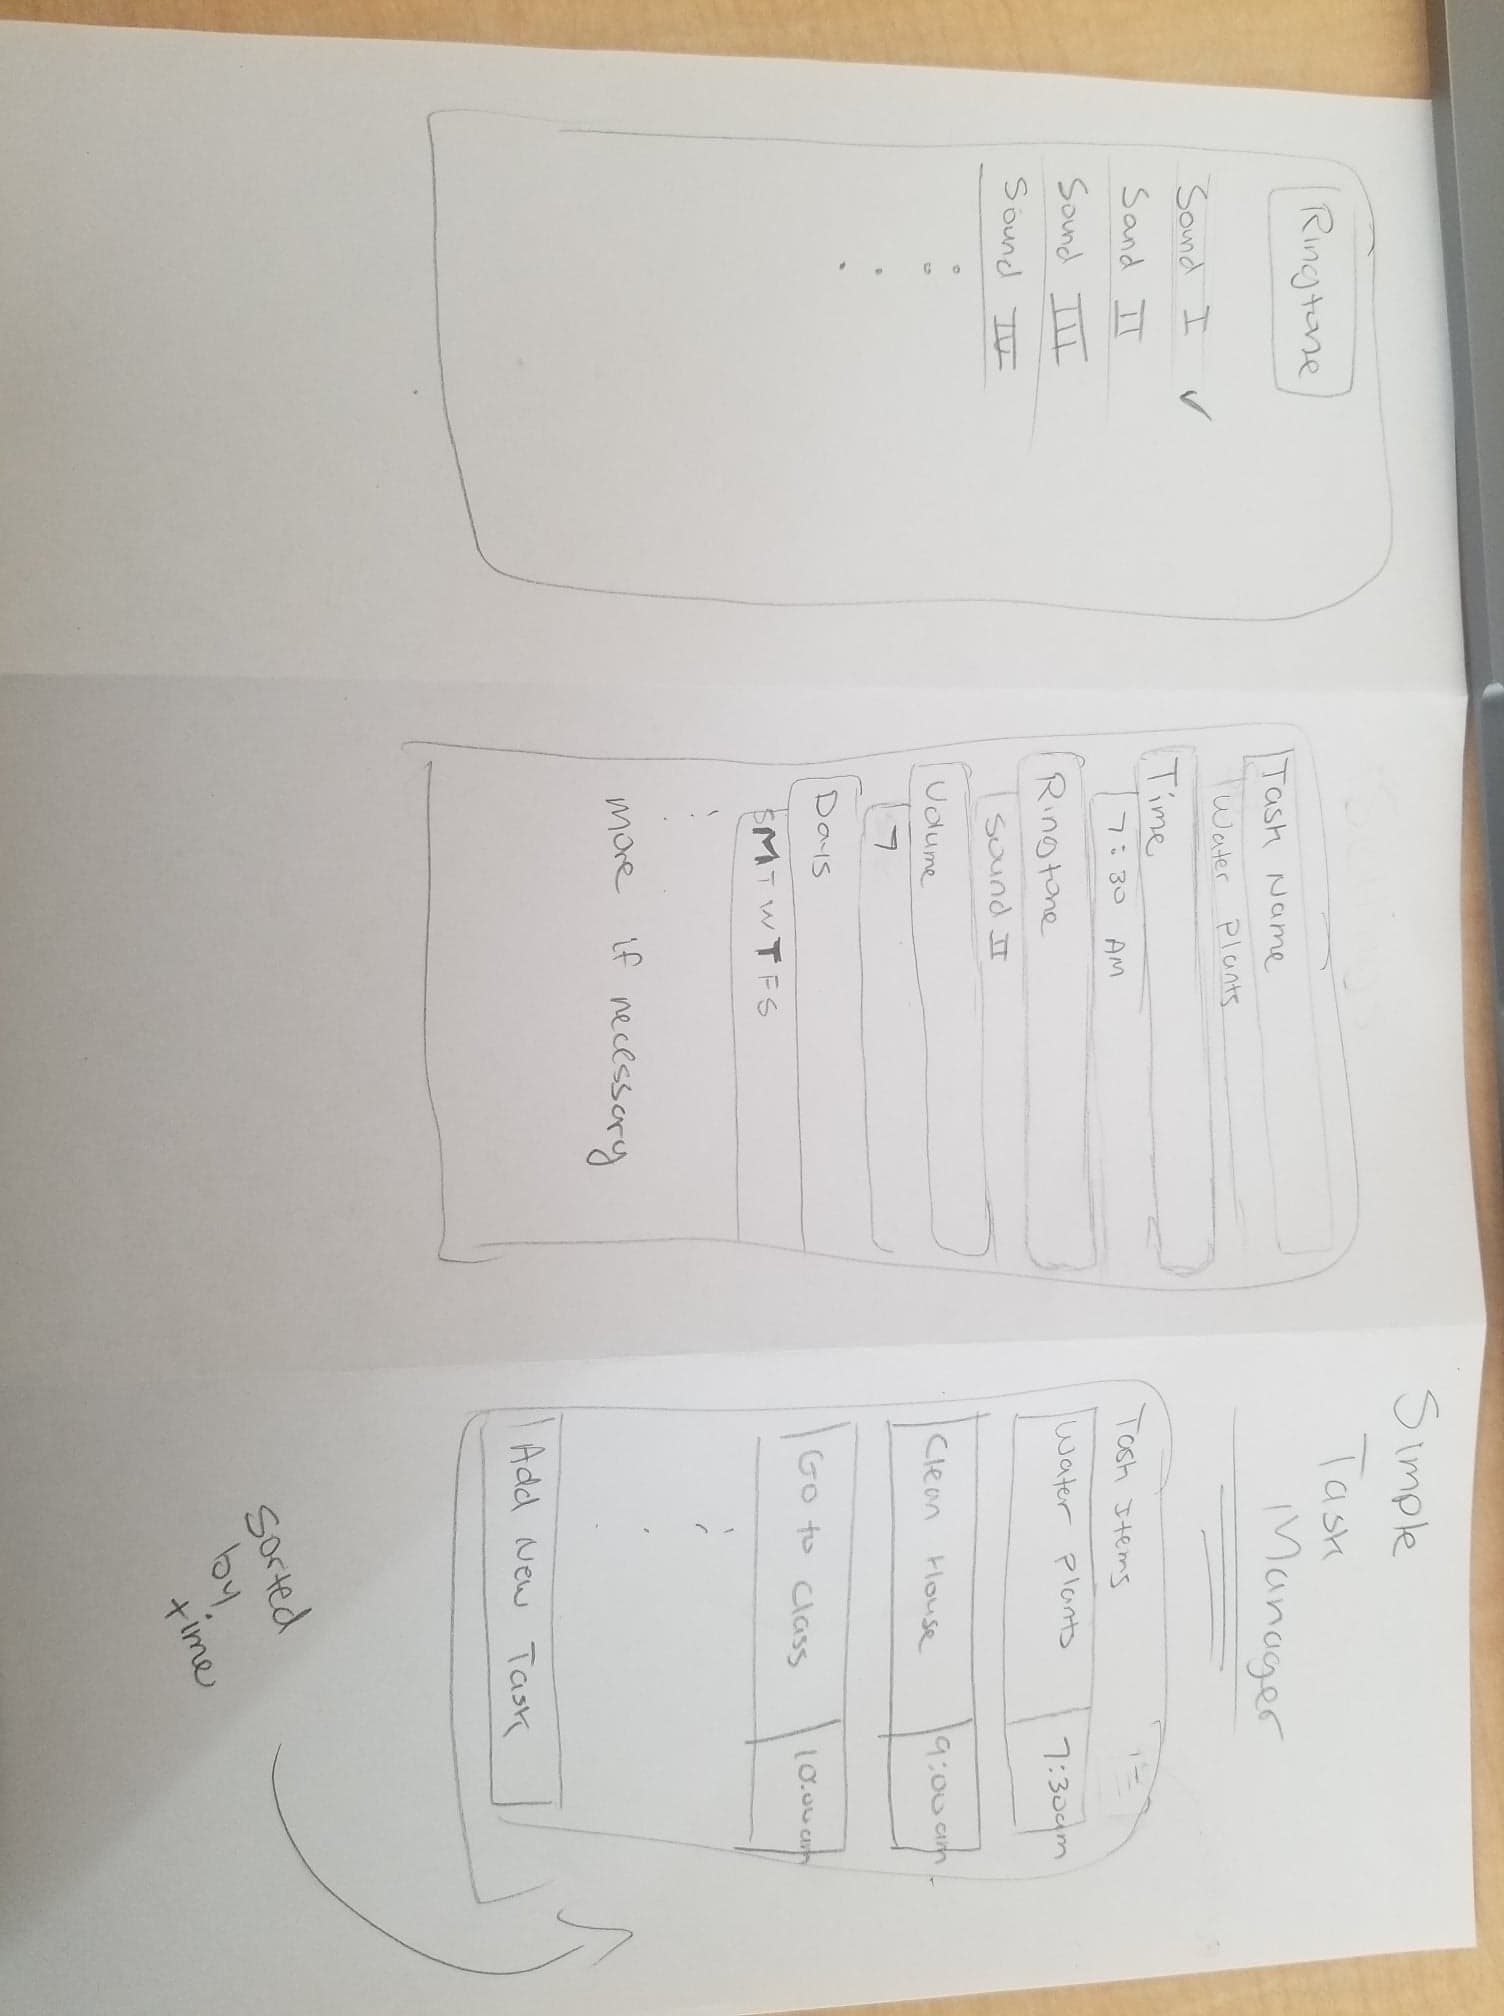 Ringtone
Sound I ✓
Sound II
Sound III
Sound IV
Task Name
Water Plants
Time
7:30 AM
Ringtone
Sound II
Volume
7
Days
S M T W T F S
more if necessary
Simple
Task
Manager
Task Items
Water Plants 7:30am
Clean House 9:00am
Go to Class 10:00am
Add New Task
Sorted
by
time